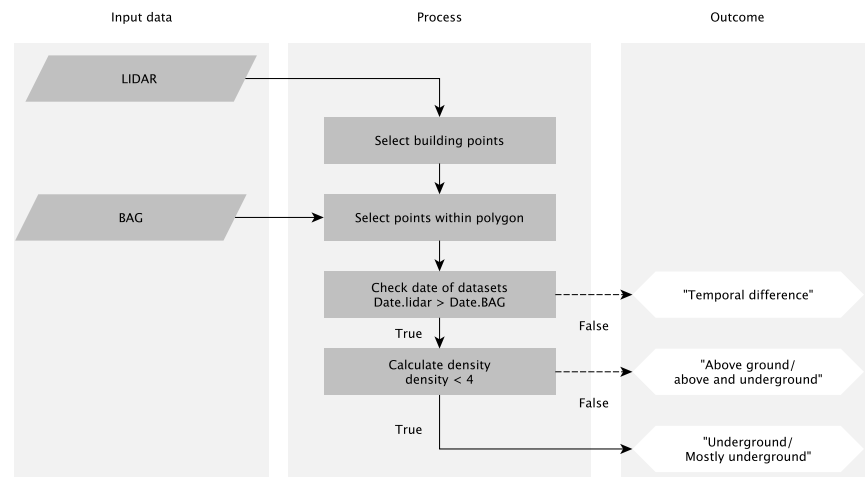 Input data
Process
Outcome
LIDAR
Select building points
BAG
Select points within polygon
Check date of datasets
Date.lidar > Date.BAG
"Temporal difference"
True
False
Calculate density
density < 4
"Above ground/
above and underground"
False
True
"Underground/
Mostly underground"